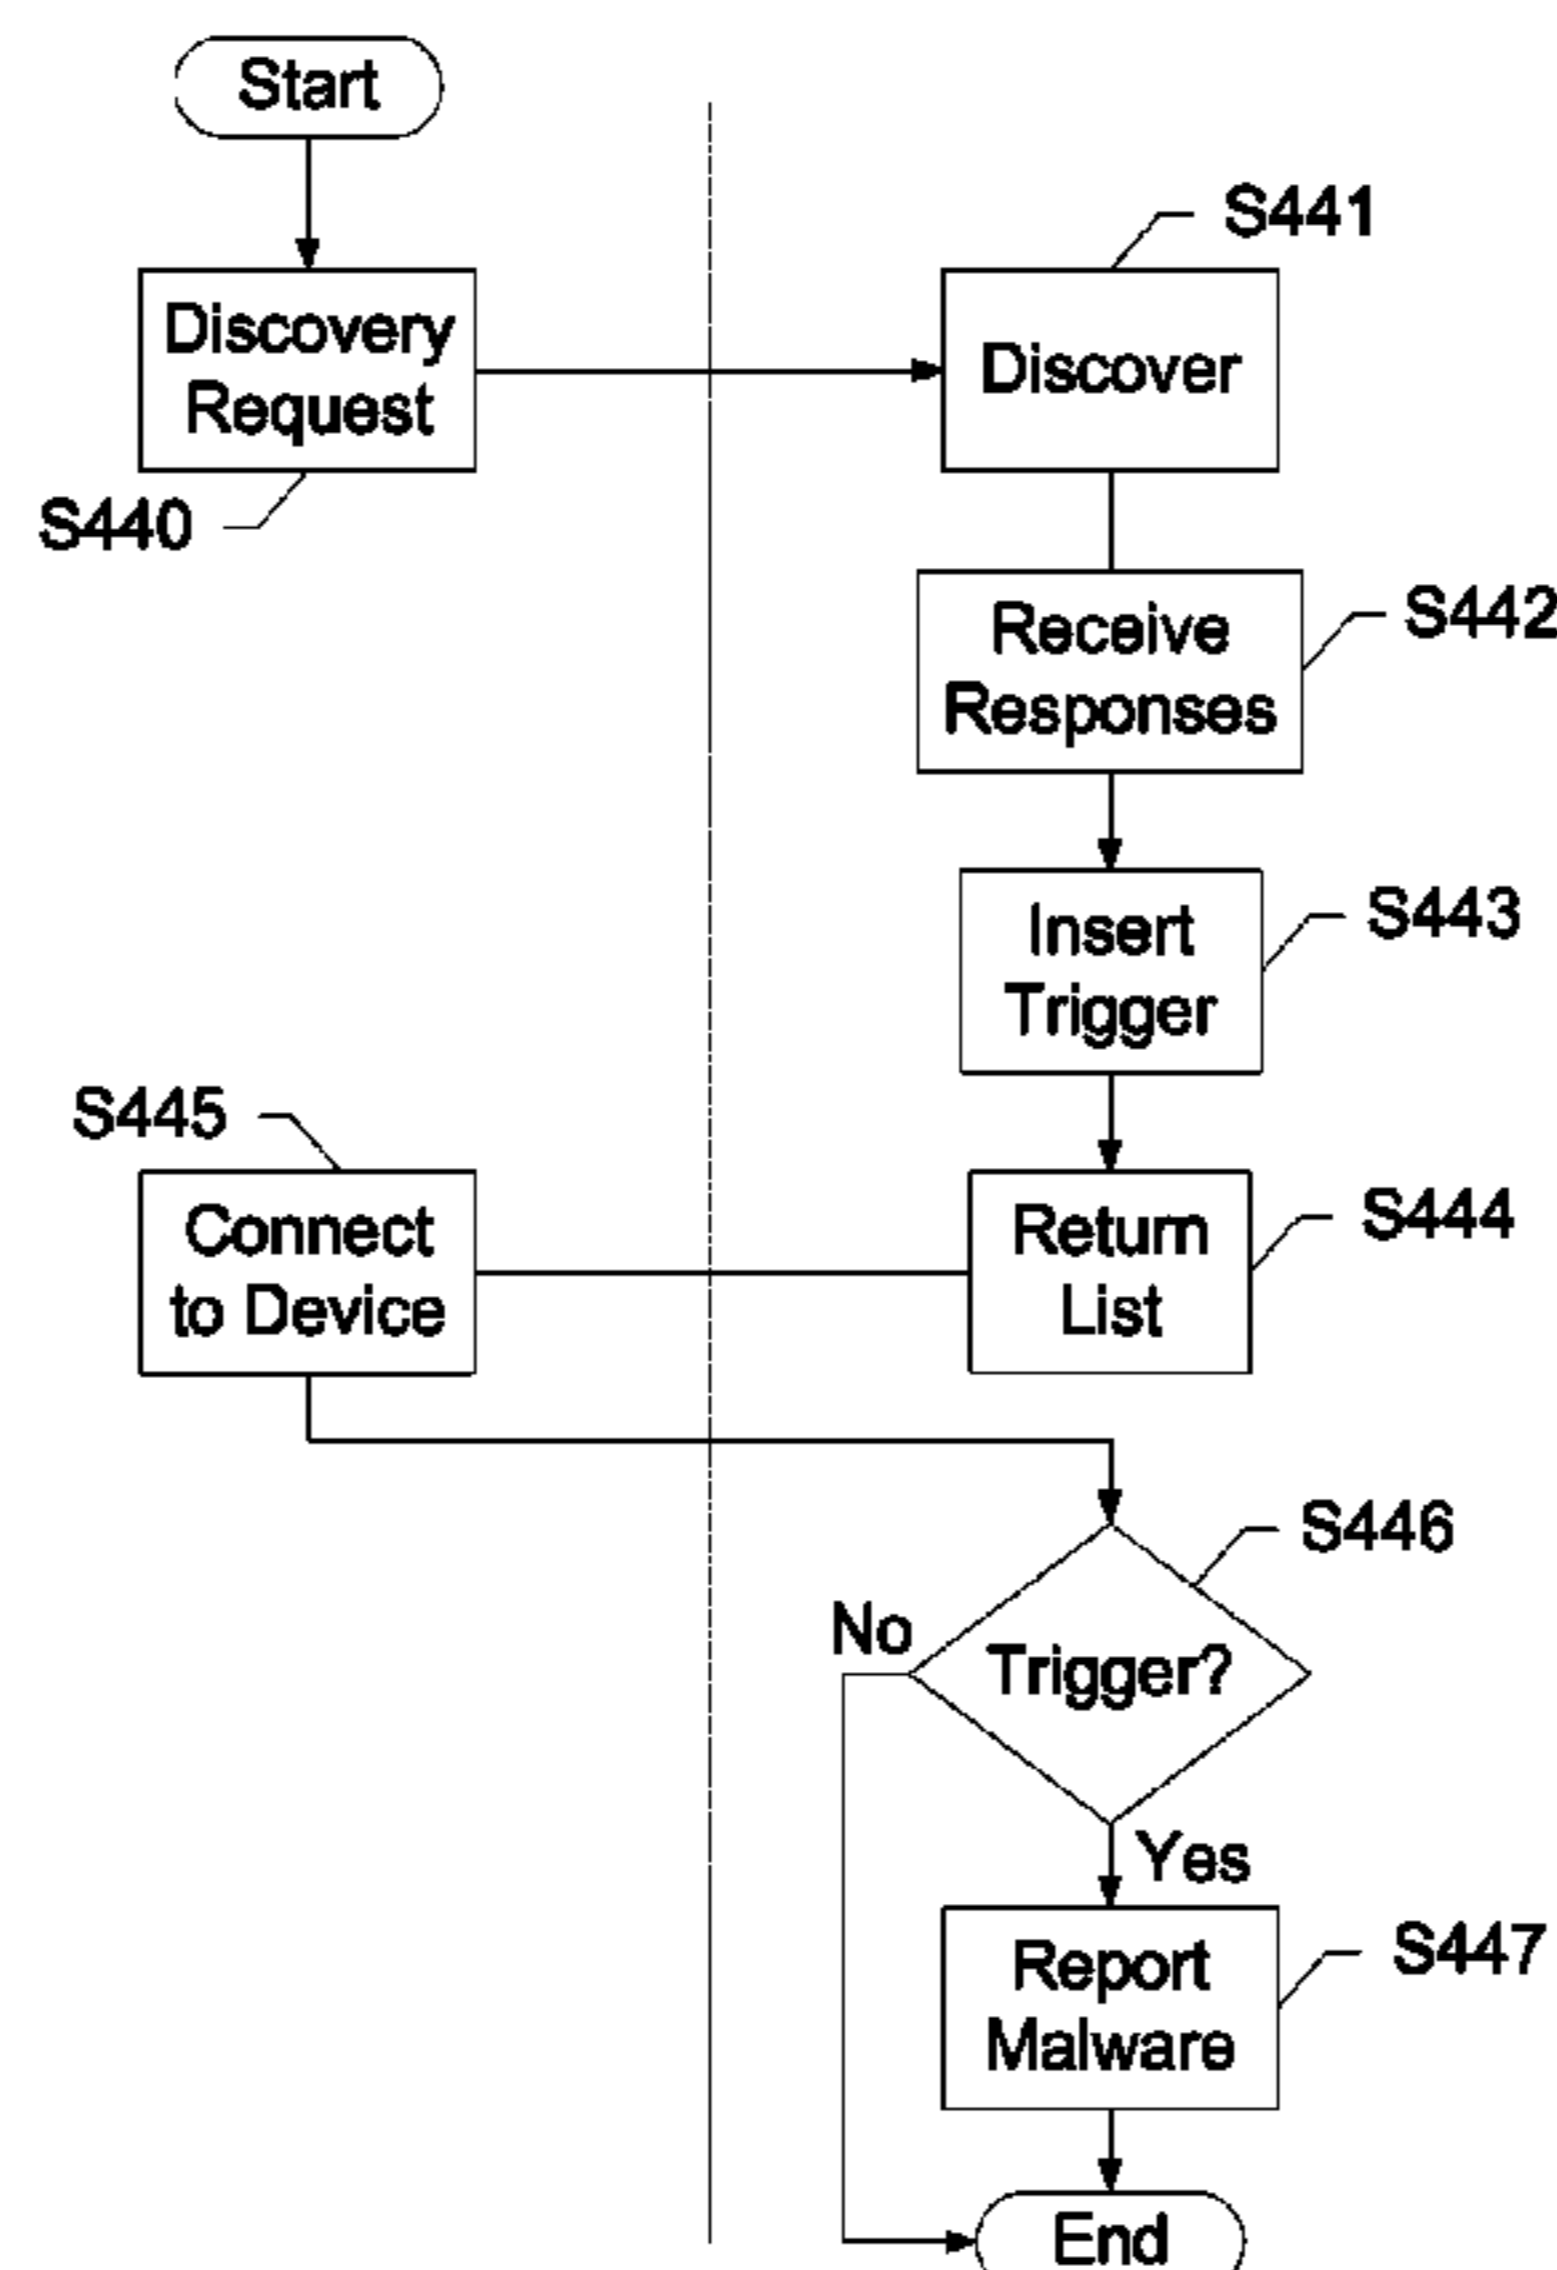 Start
S441
Discovery
Request
Discover
S440
Receive
Responses
S442
Insert
Trigger
S443
S445
Connect
to Device
Return
List
S444
S446
No
Trigger?
Yes
Report
Malware
S447
End